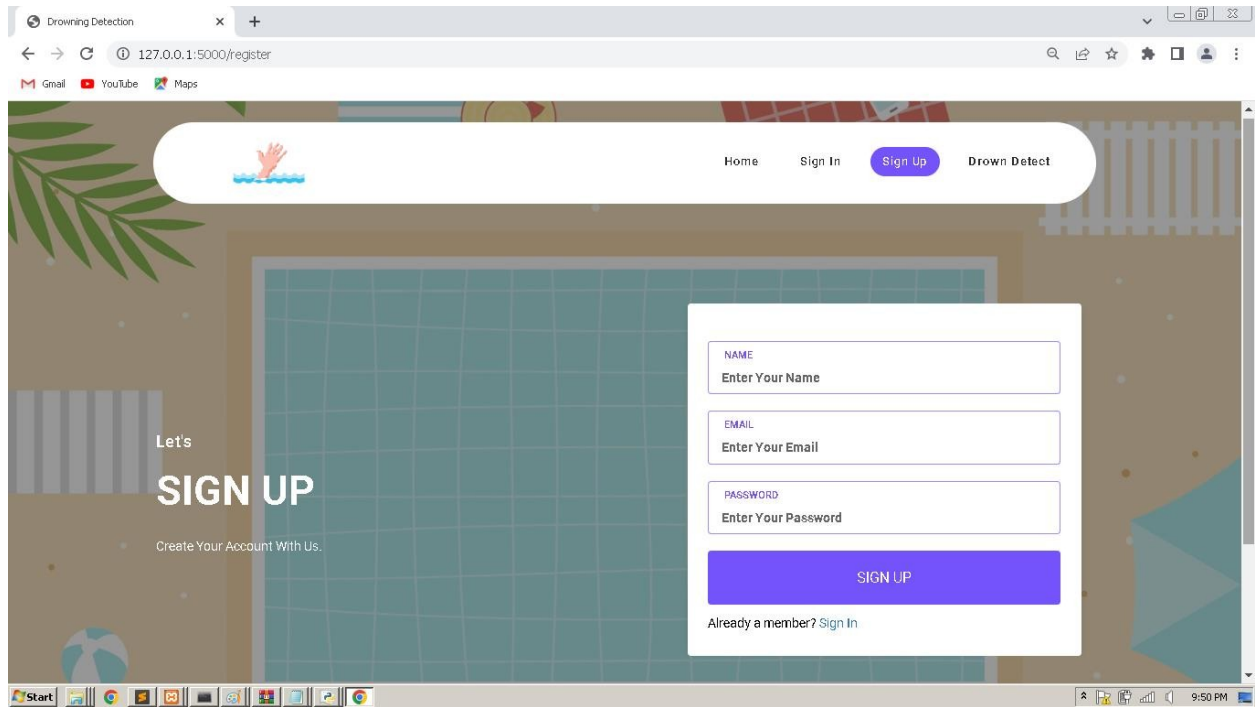 Drowning Detection
127.0.0.1:5000/register
Gmail YouTube Maps
Home Sign In Sign Up Drown Detect
NAME
Enter Your Name
EMAIL
Enter Your Email
PASSWORD
Enter Your Password
SIGN UP
Already a member? Sign In
Let's
SIGN UP
Create Your Account With Us.
Start 9:50 PM